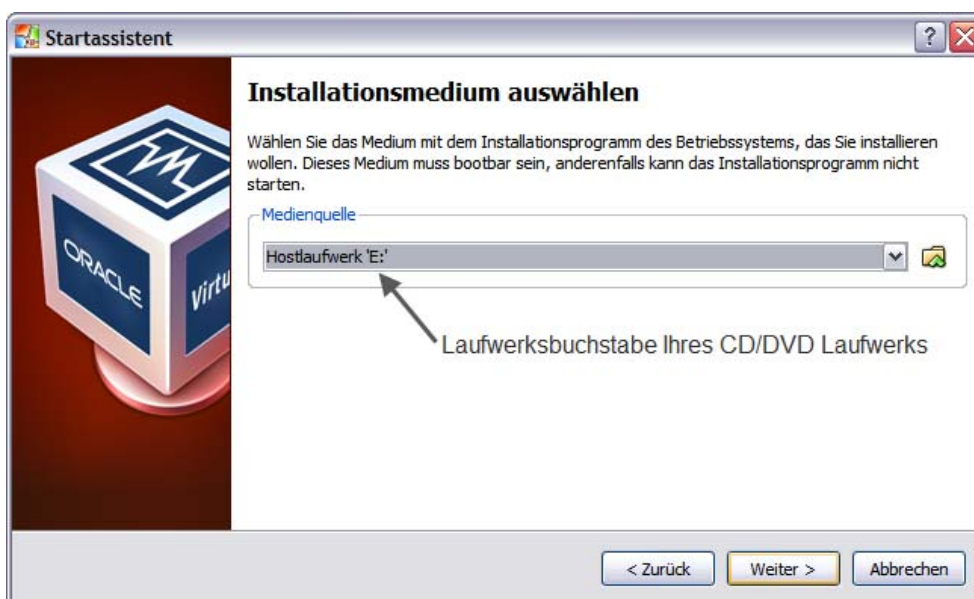 Startassistent
Installationsmedium auswählen
Wählen Sie das Medium mit dem Installationsprogramm des Betriebssystems, das Sie installieren
wollen. Dieses Medium muss bootbar sein, anderenfalls kann das Installationsprogramm nicht
starten.
Medienquelle
Hostlaufwerk 'E:'
Laufwerksbuchstabe Ihres CD/DVD Laufwerks
ORACLE
Virtu
< Zurück
Weiter >
Abbrechen